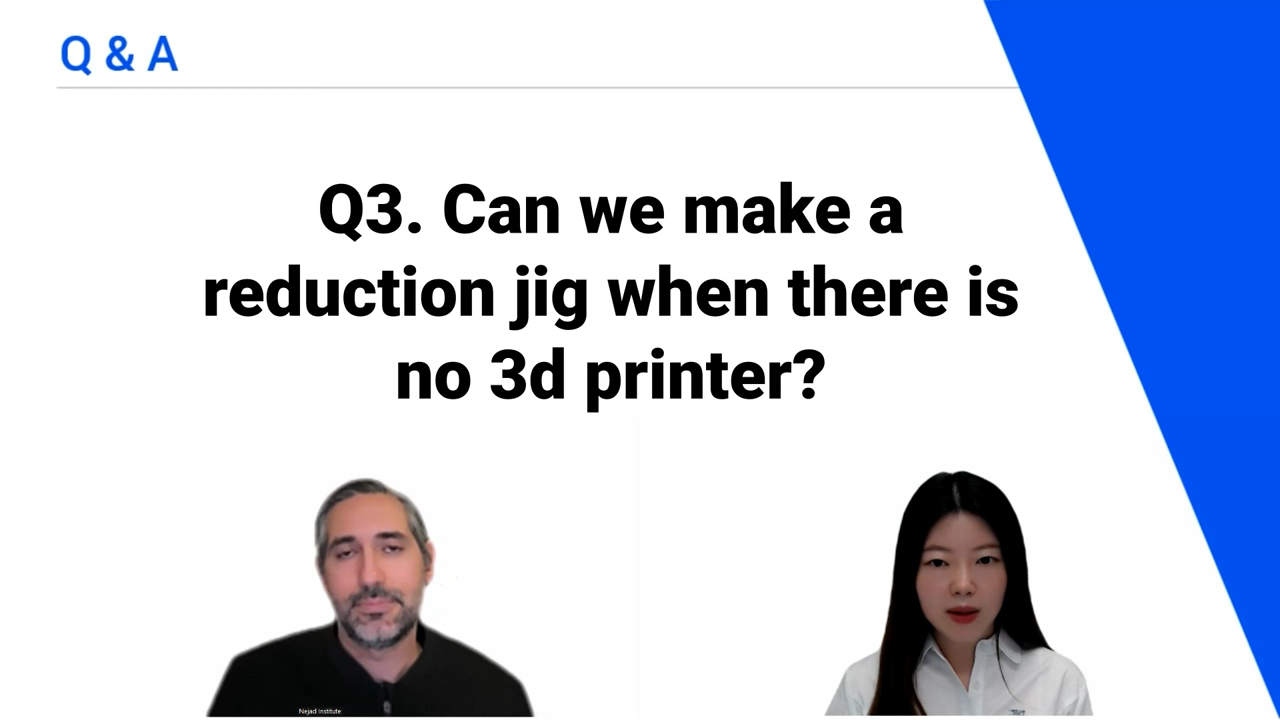 Q & A
Q3. Can we make a
reduction jig when there is
no 3d printer?
Nejad Institute